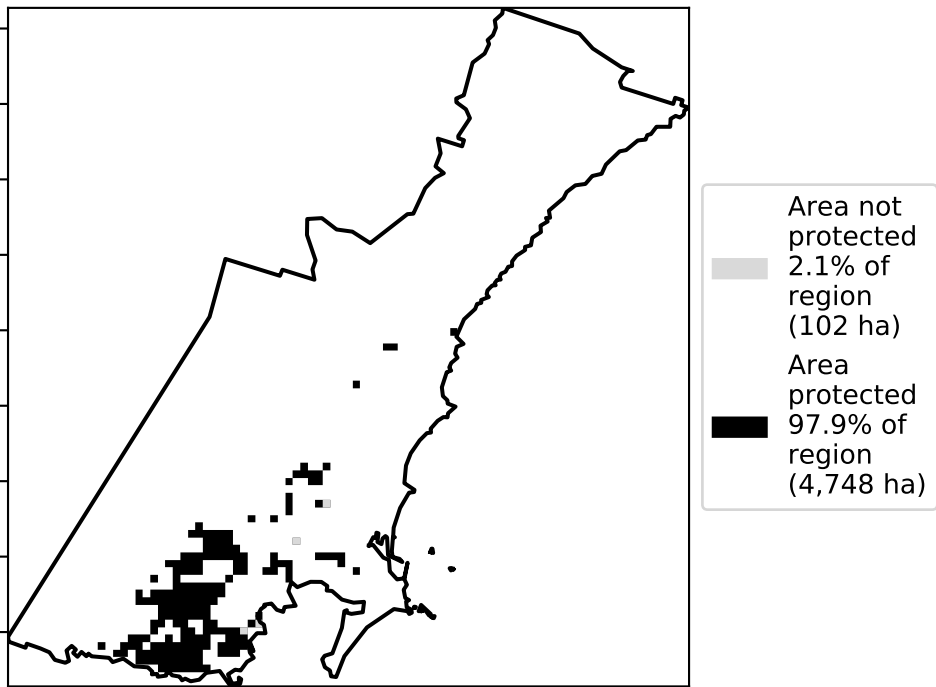 Area not
protected
2.1% of
region
(102 ha)
Area
protected
97.9% of
region
(4,748 ha)